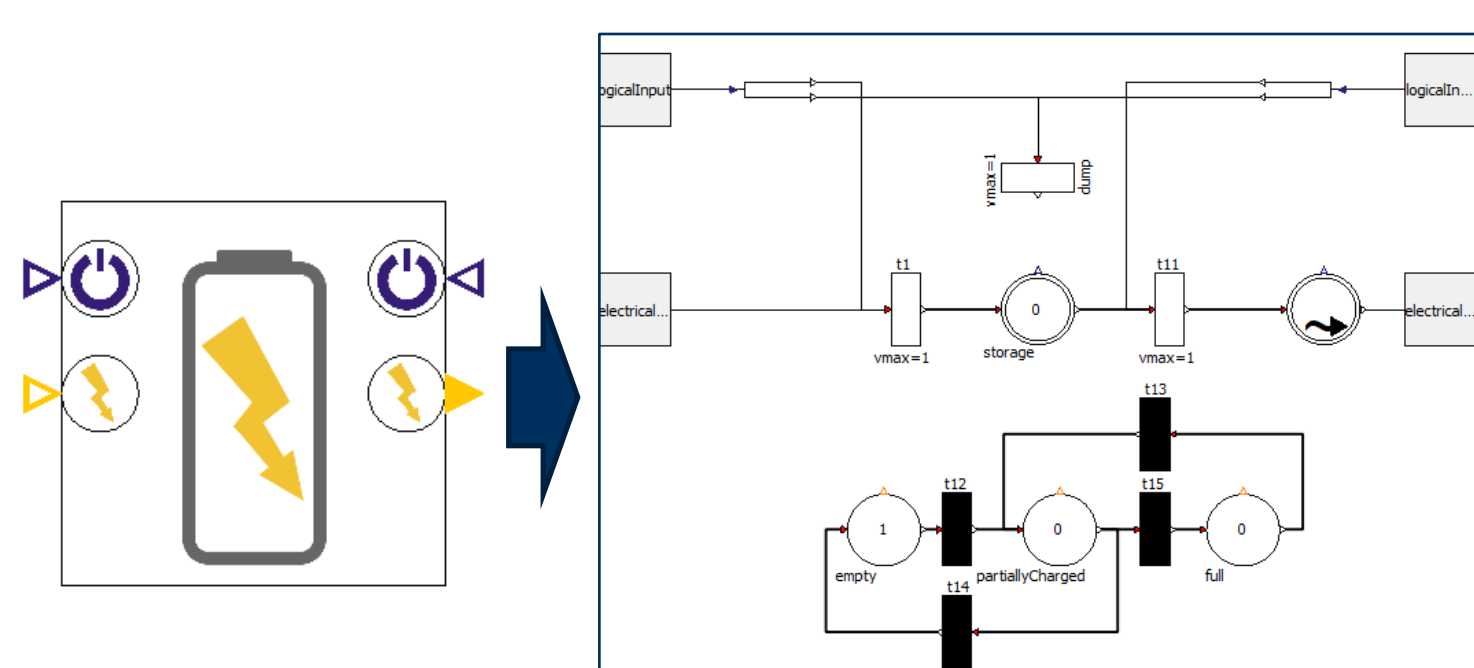 ogicalInput
logicalIn...
vmax=1
dump
t1
t11
electrical...
0
electrical...
storage
vmax=1
vmax=1
t13
t12
t15
1
0
0
empty
partiallyCharged
full
t14